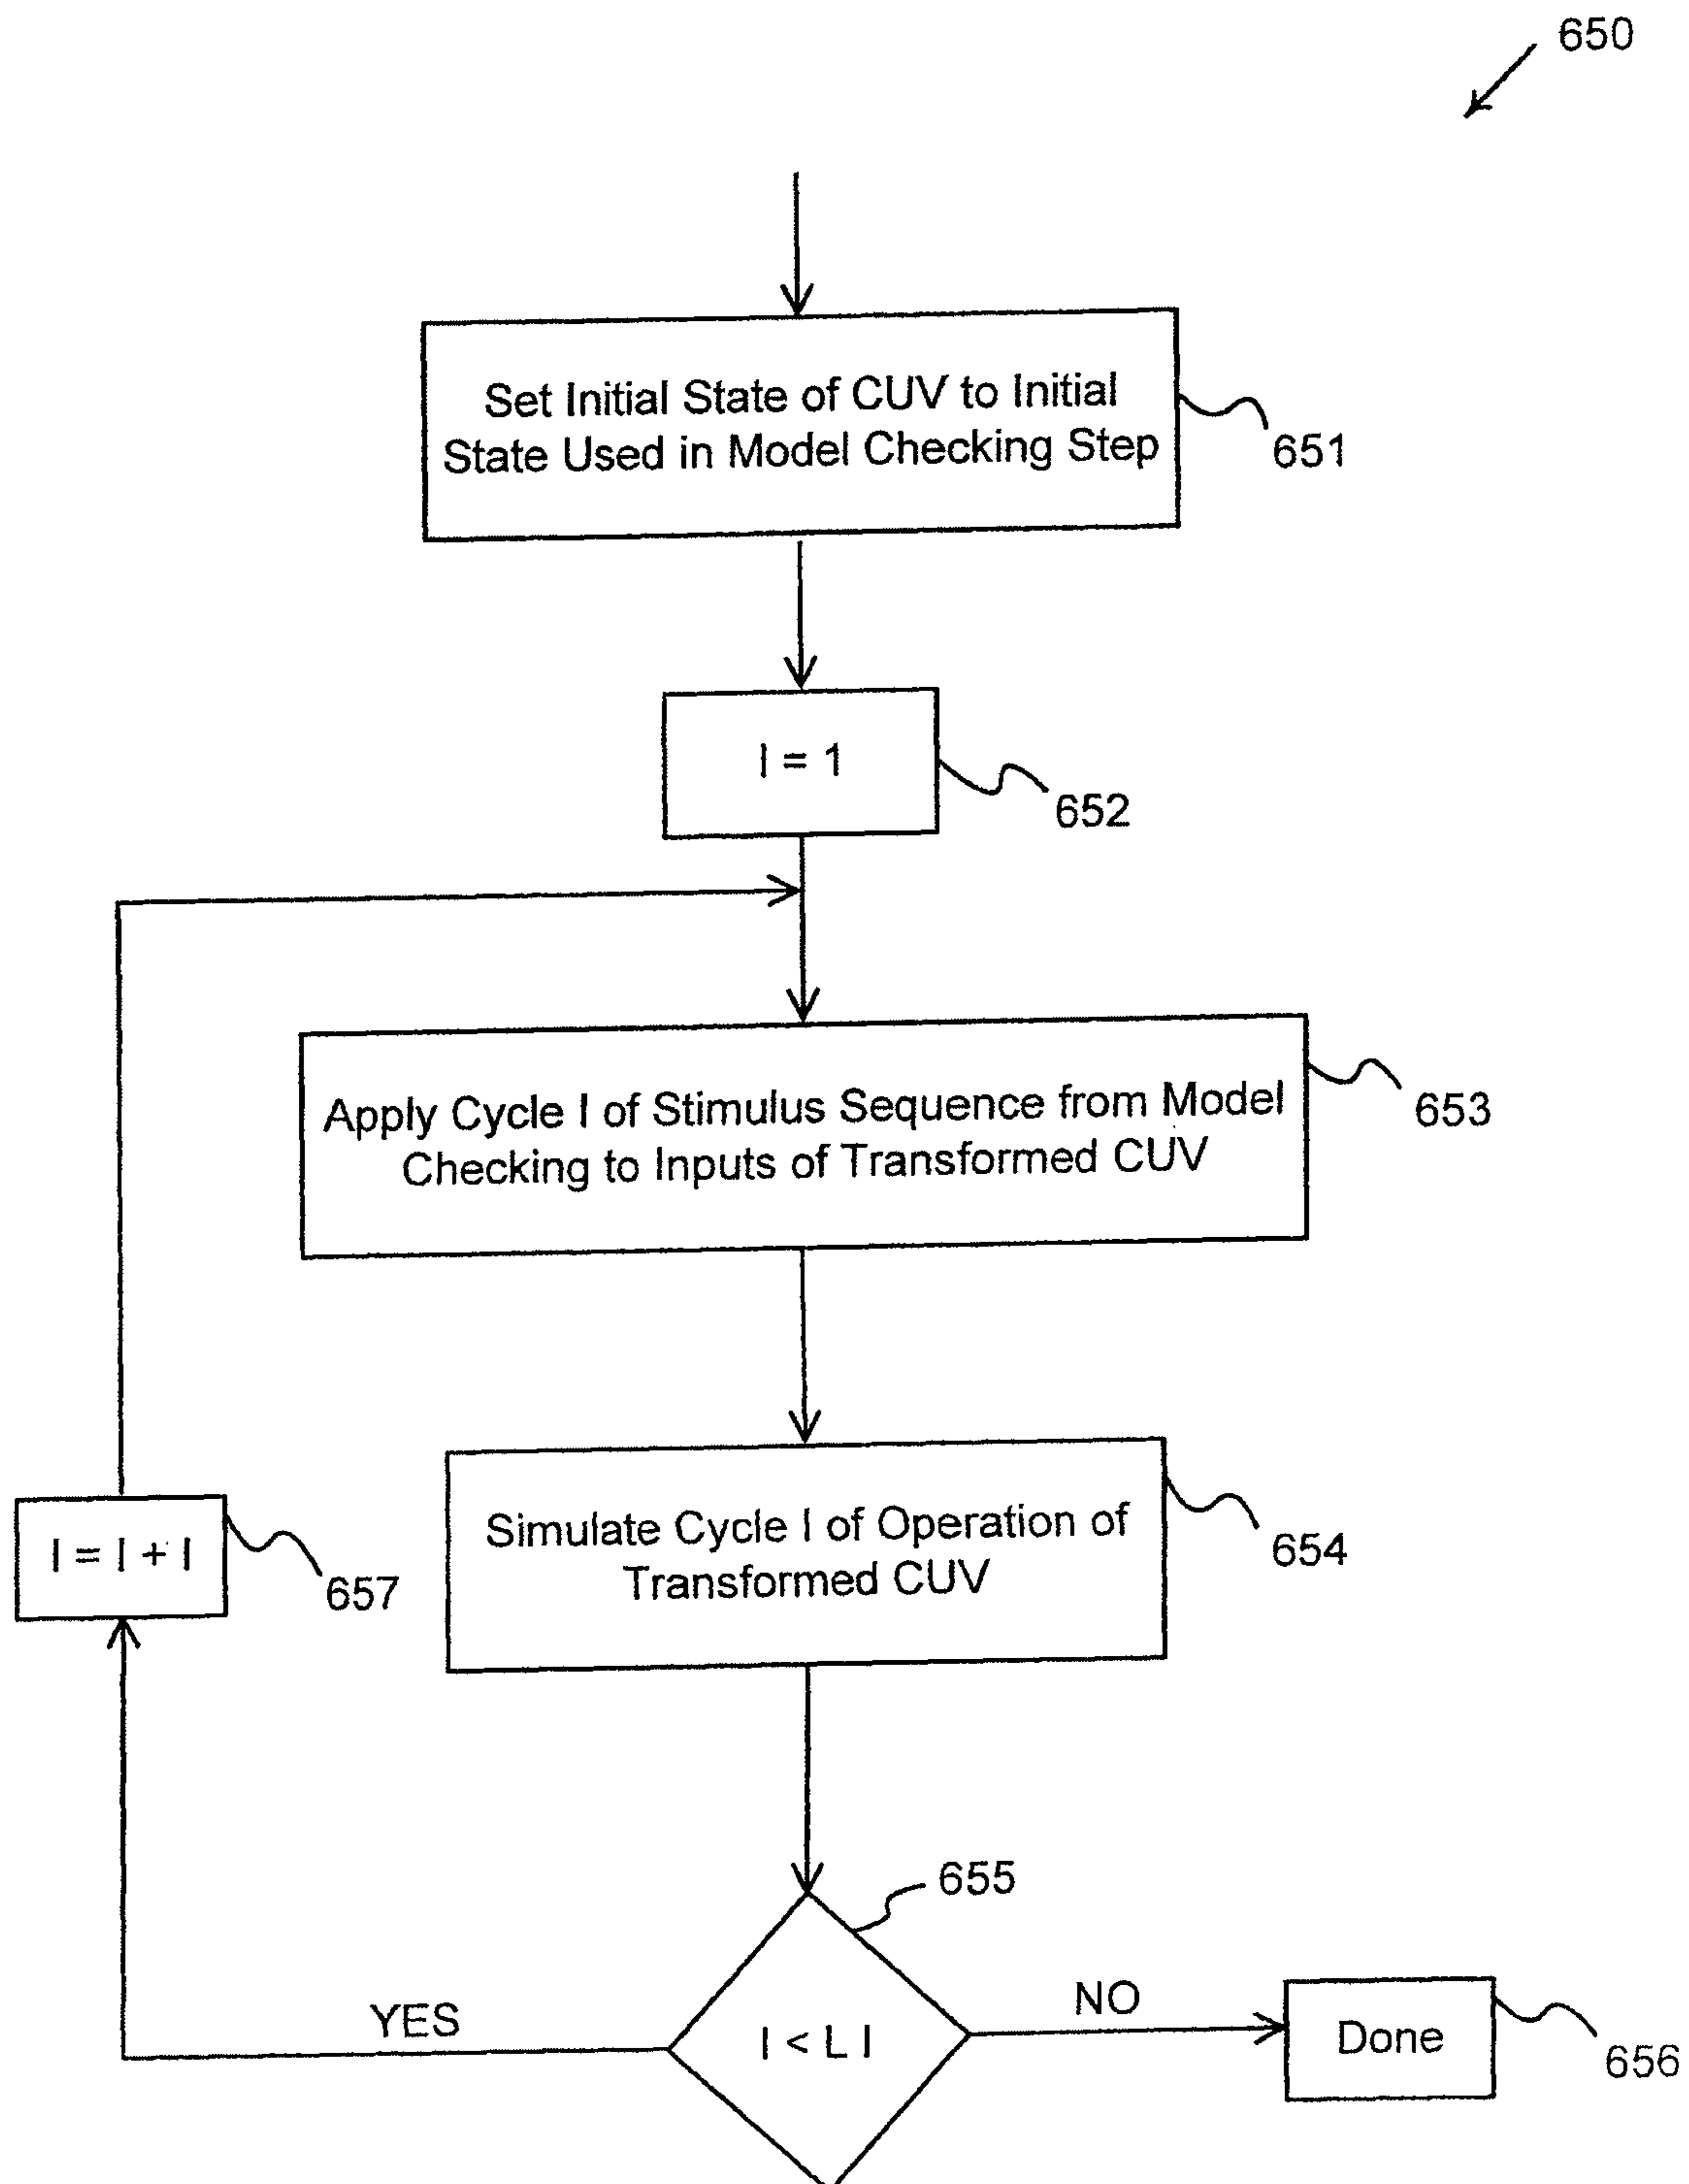 650
Set Initial State of CUV to Initial
State Used in Model Checking Step
651
I = 1
652
Apply Cycle I of Stimulus Sequence from Model
Checking to Inputs of Transformed CUV
653
Simulate Cycle I of Operation of
Transformed CUV
654
I = I + I
657
655
I < L I
YES
NO
Done
656